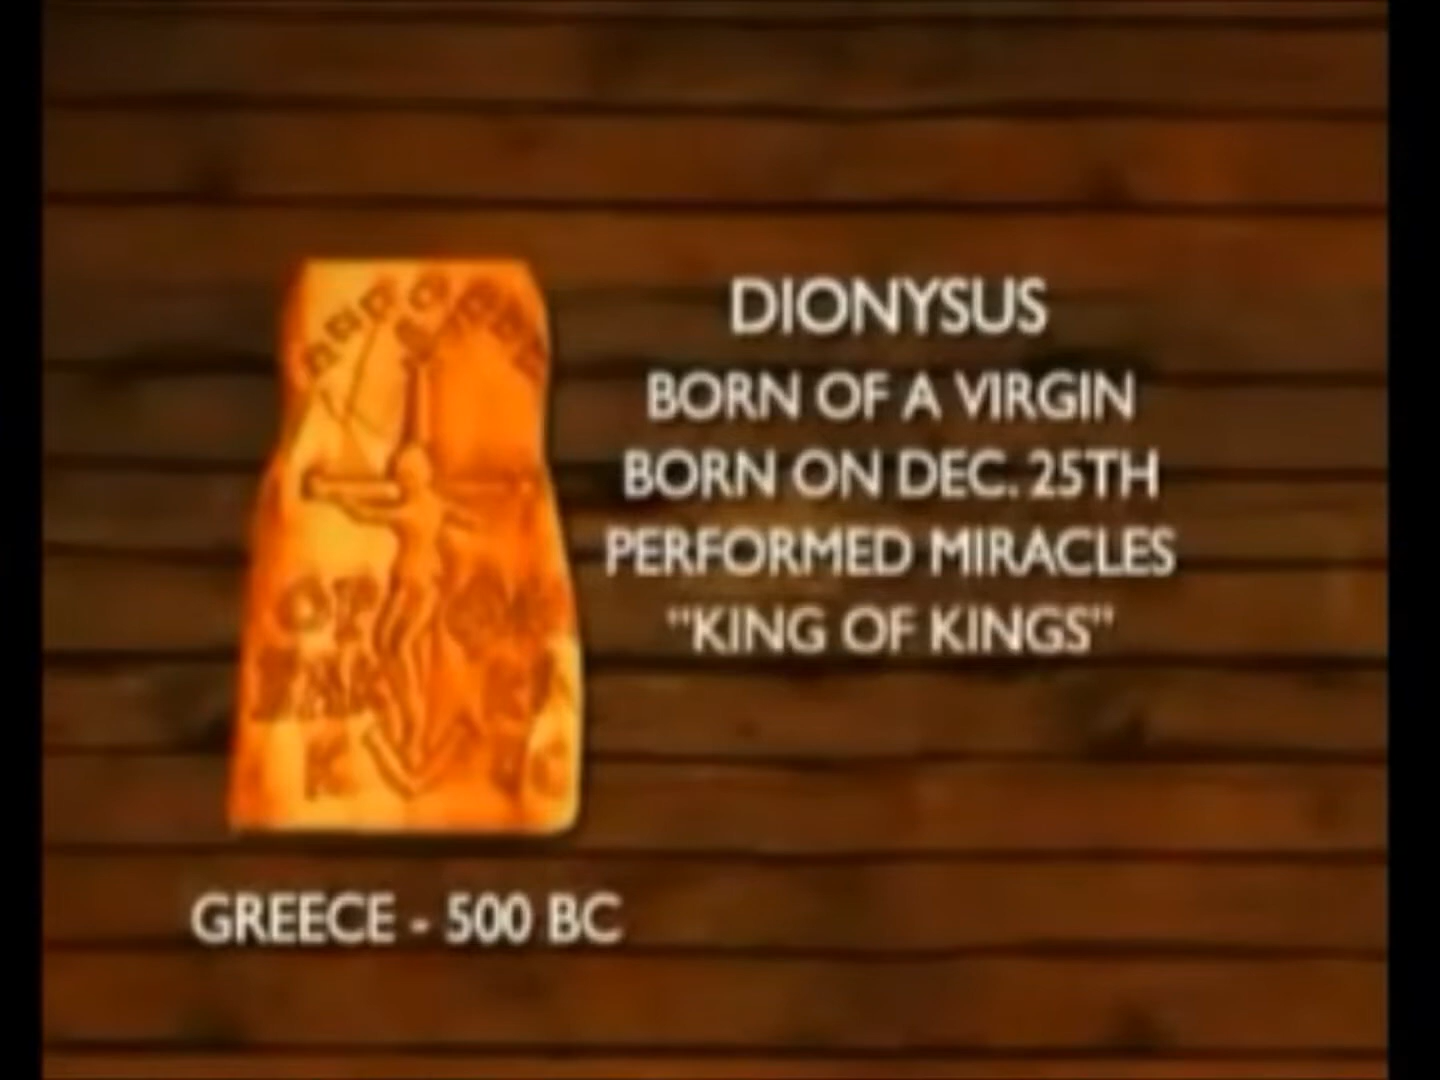 DIONYSUS
BORN OF A VIRGIN
BORN ON DEC. 25TH
PERFORMED MIRACLES
"KING OF KINGS"
GREECE - 500 BC